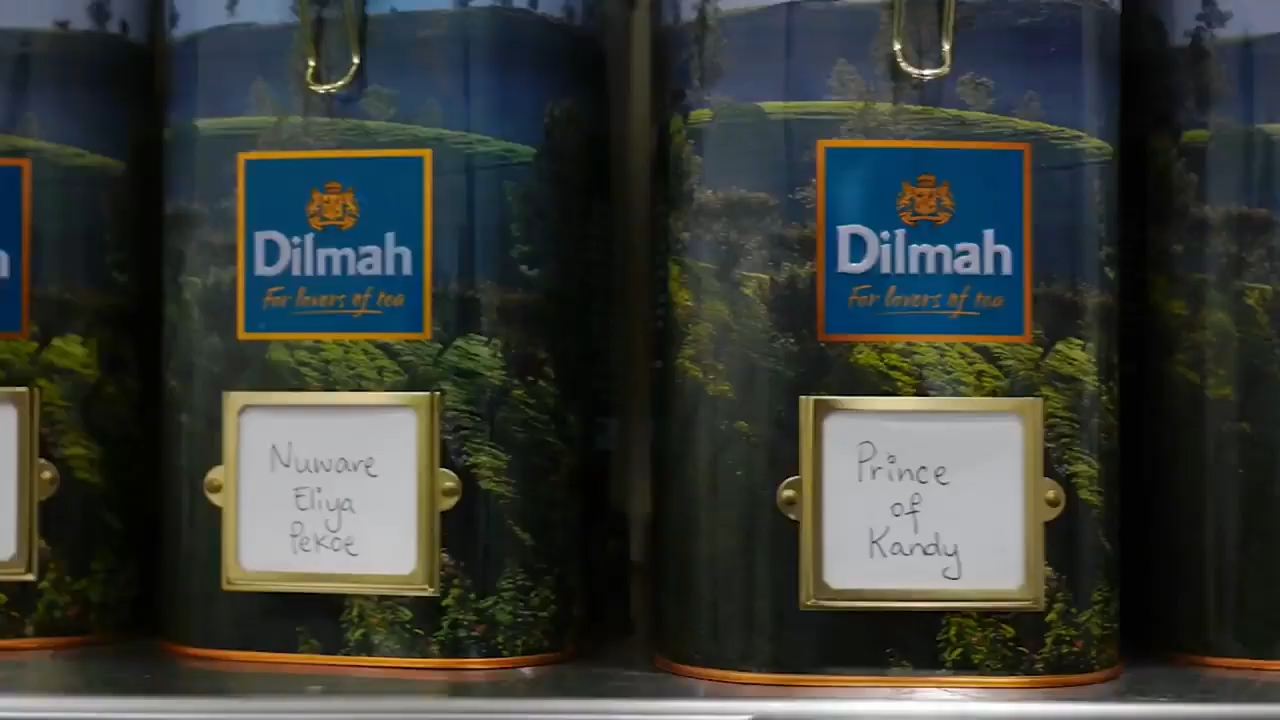 Dilmah
For lovers of tea
Nuware
Eliya
Pekoe
Dilmah
For lovers of tea
Prince
of
Kandy